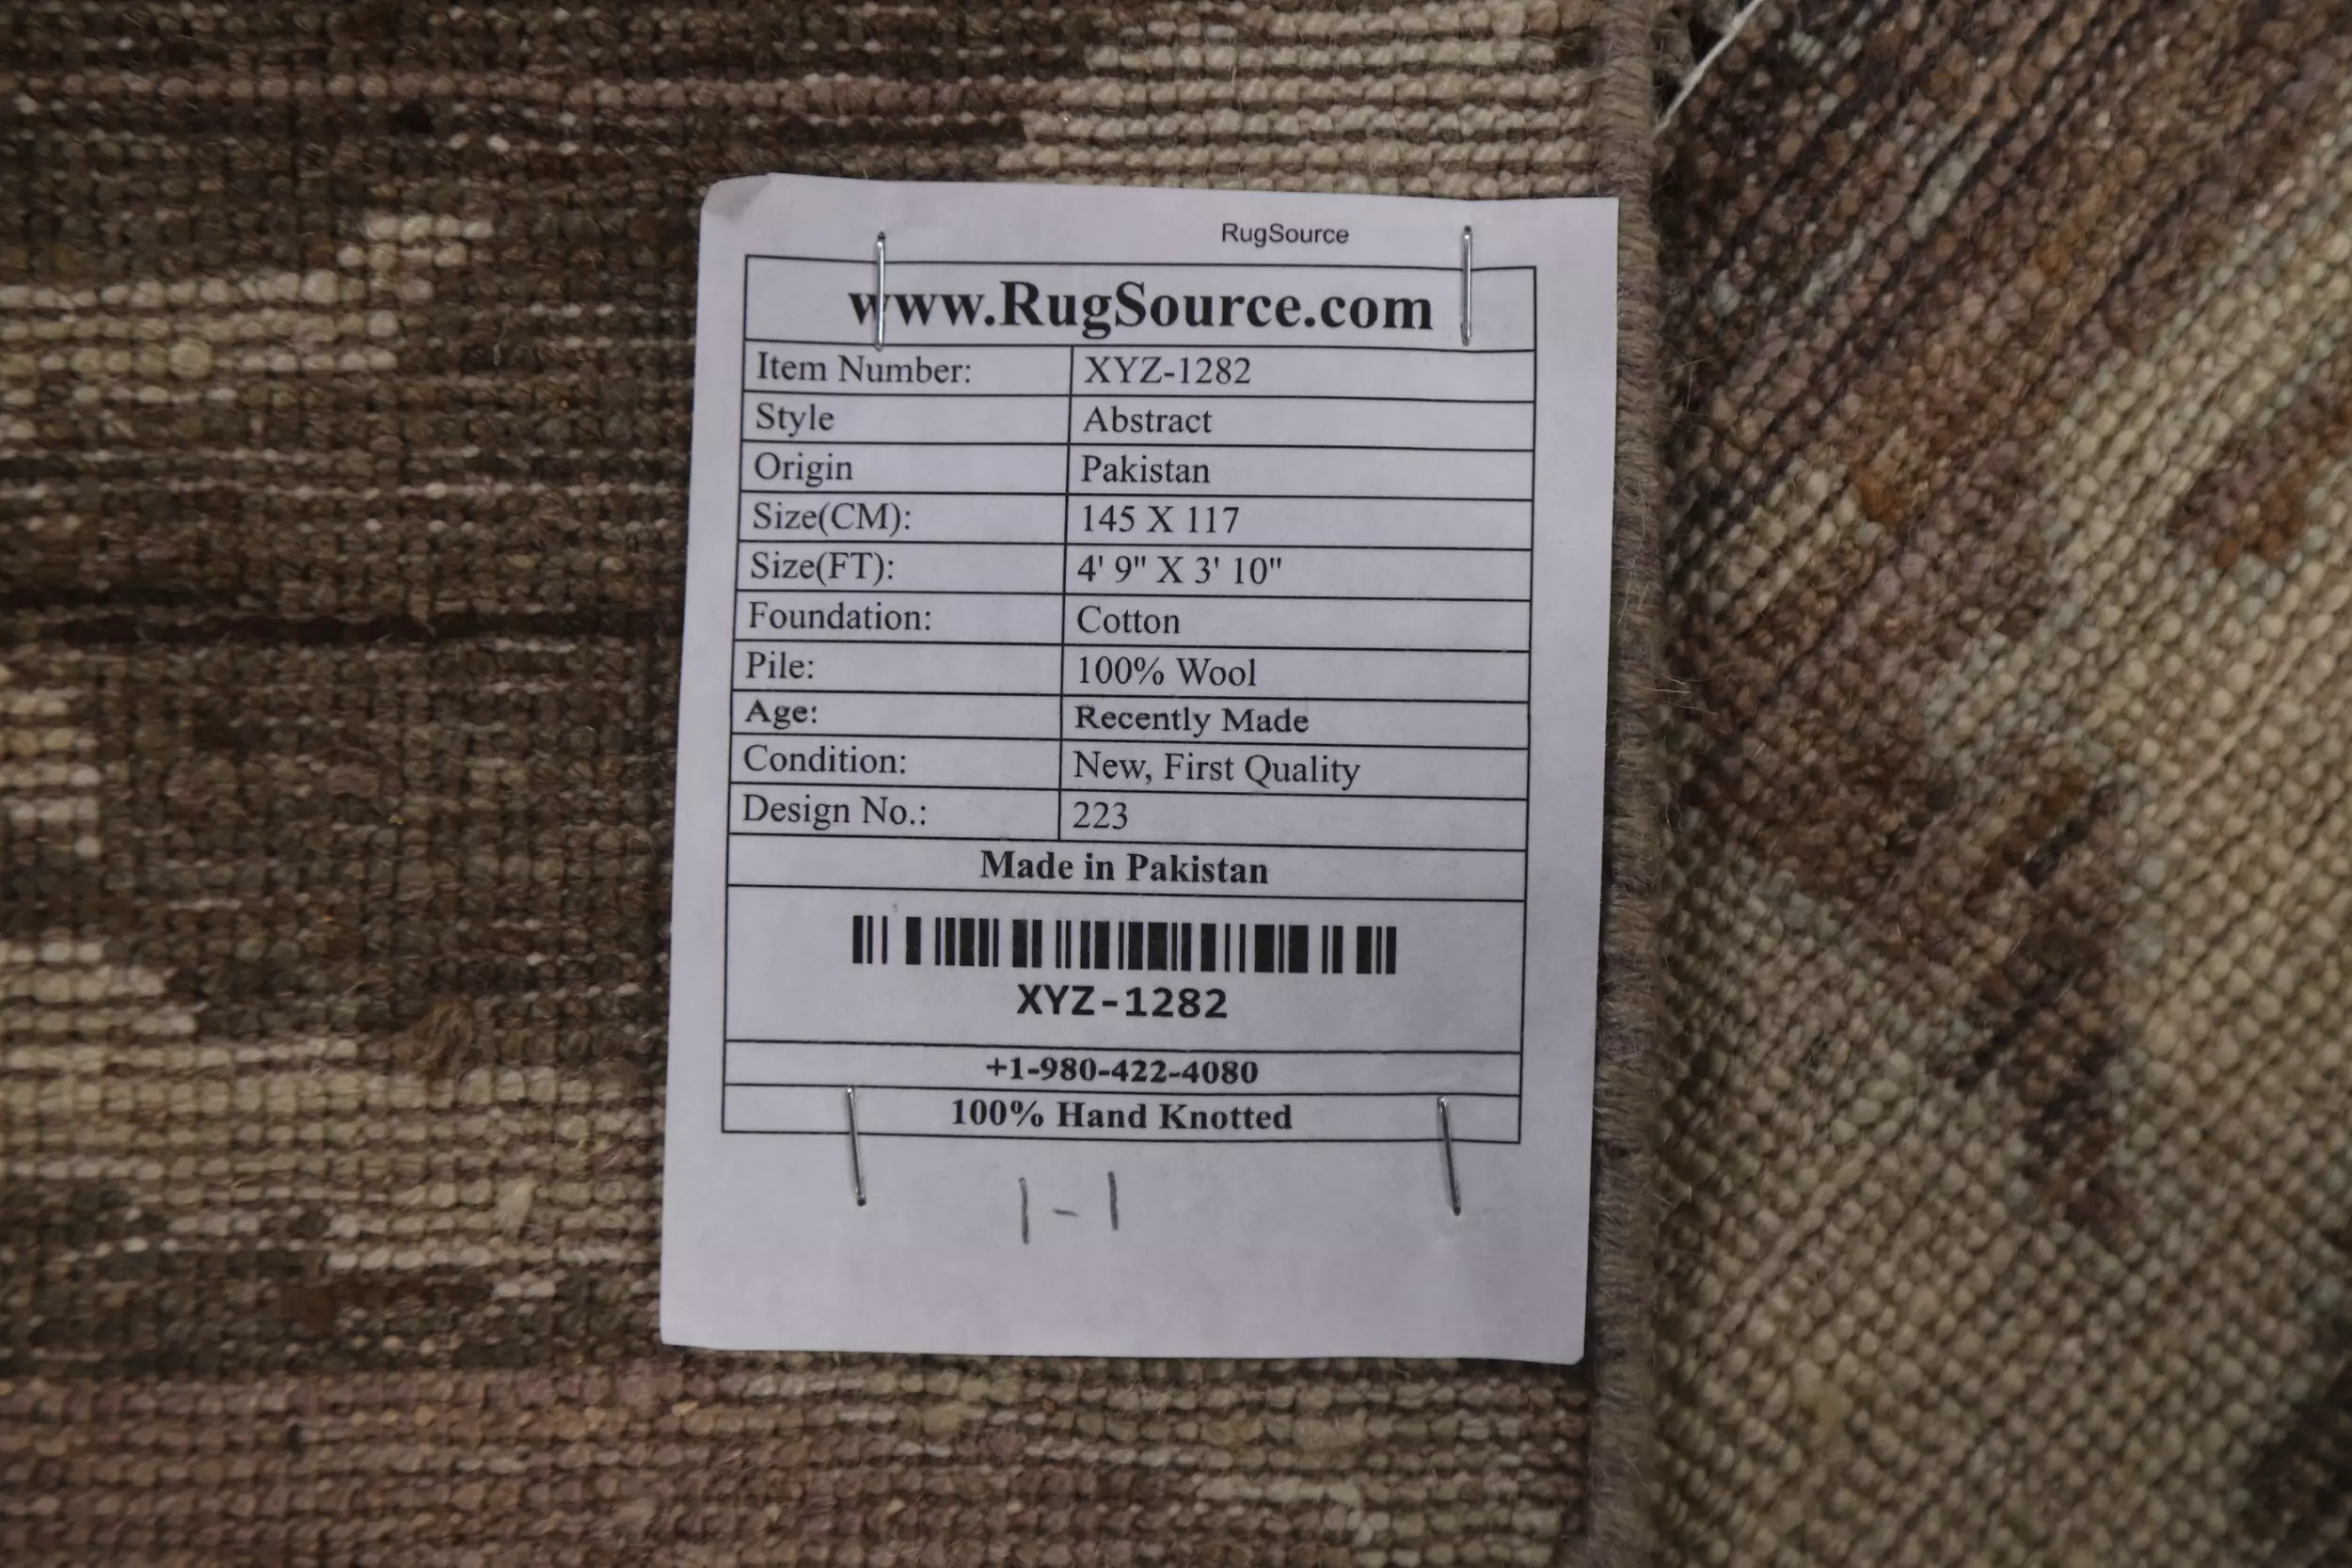 RugSource
www.RugSource.com
Item Number: XYZ-1282
Style Abstract
Origin Pakistan
Size(CM): 145 X 117
Size(FT): 4' 9" X 3' 10"
Foundation: Cotton
Pile: 100% Wool
Age: Recently Made
Condition: New, First Quality
Design No.: 223
Made in Pakistan
XYZ-1282
+1-980-422-4080
100% Hand Knotted
1-1